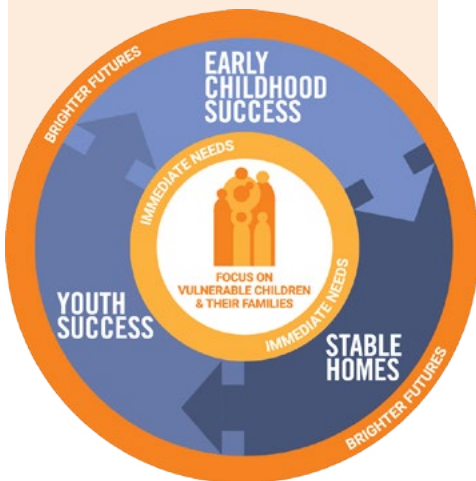 BRIGHTER FUTURES
EARLY
CHILDHOOD
SUCCESS
IMMEDIATE NEEDS
FOCUS ON
VULNERABLE CHILDREN
& THEIR FAMILIES
IMMEDIATE NEEDS
YOUTH
SUCCESS
STABLE
HOMES
BRIGHTER FUTURES